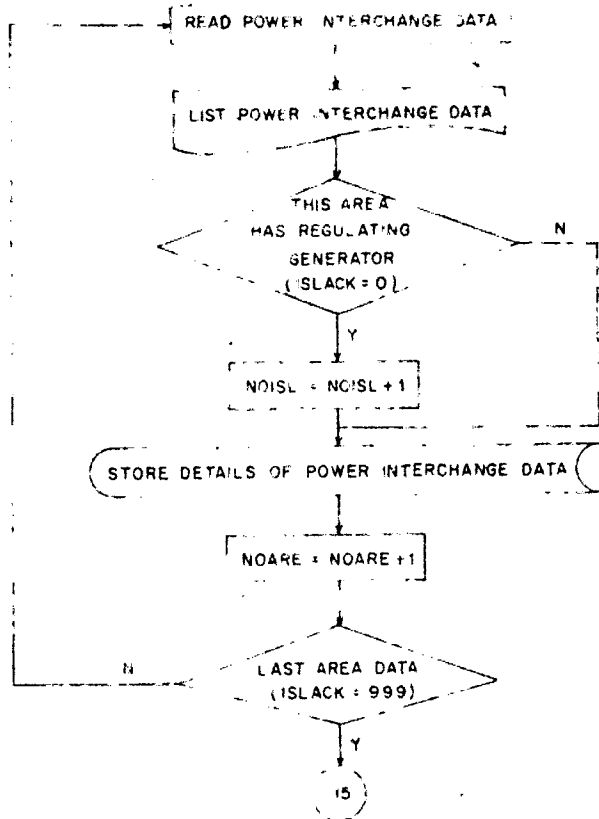 READ POWER INTERCHANGE DATA
LIST POWER INTERCHANGE DATA
THIS AREA
HAS REGULATING
GENERATOR
(ISLACK = 0)
N
Y
NOISL = NOISL + 1
STORE DETAILS OF POWER INTERCHANGE DATA
NOARE = NOARE + 1
LAST AREA DATA
(ISLACK = 999)
N
Y
15